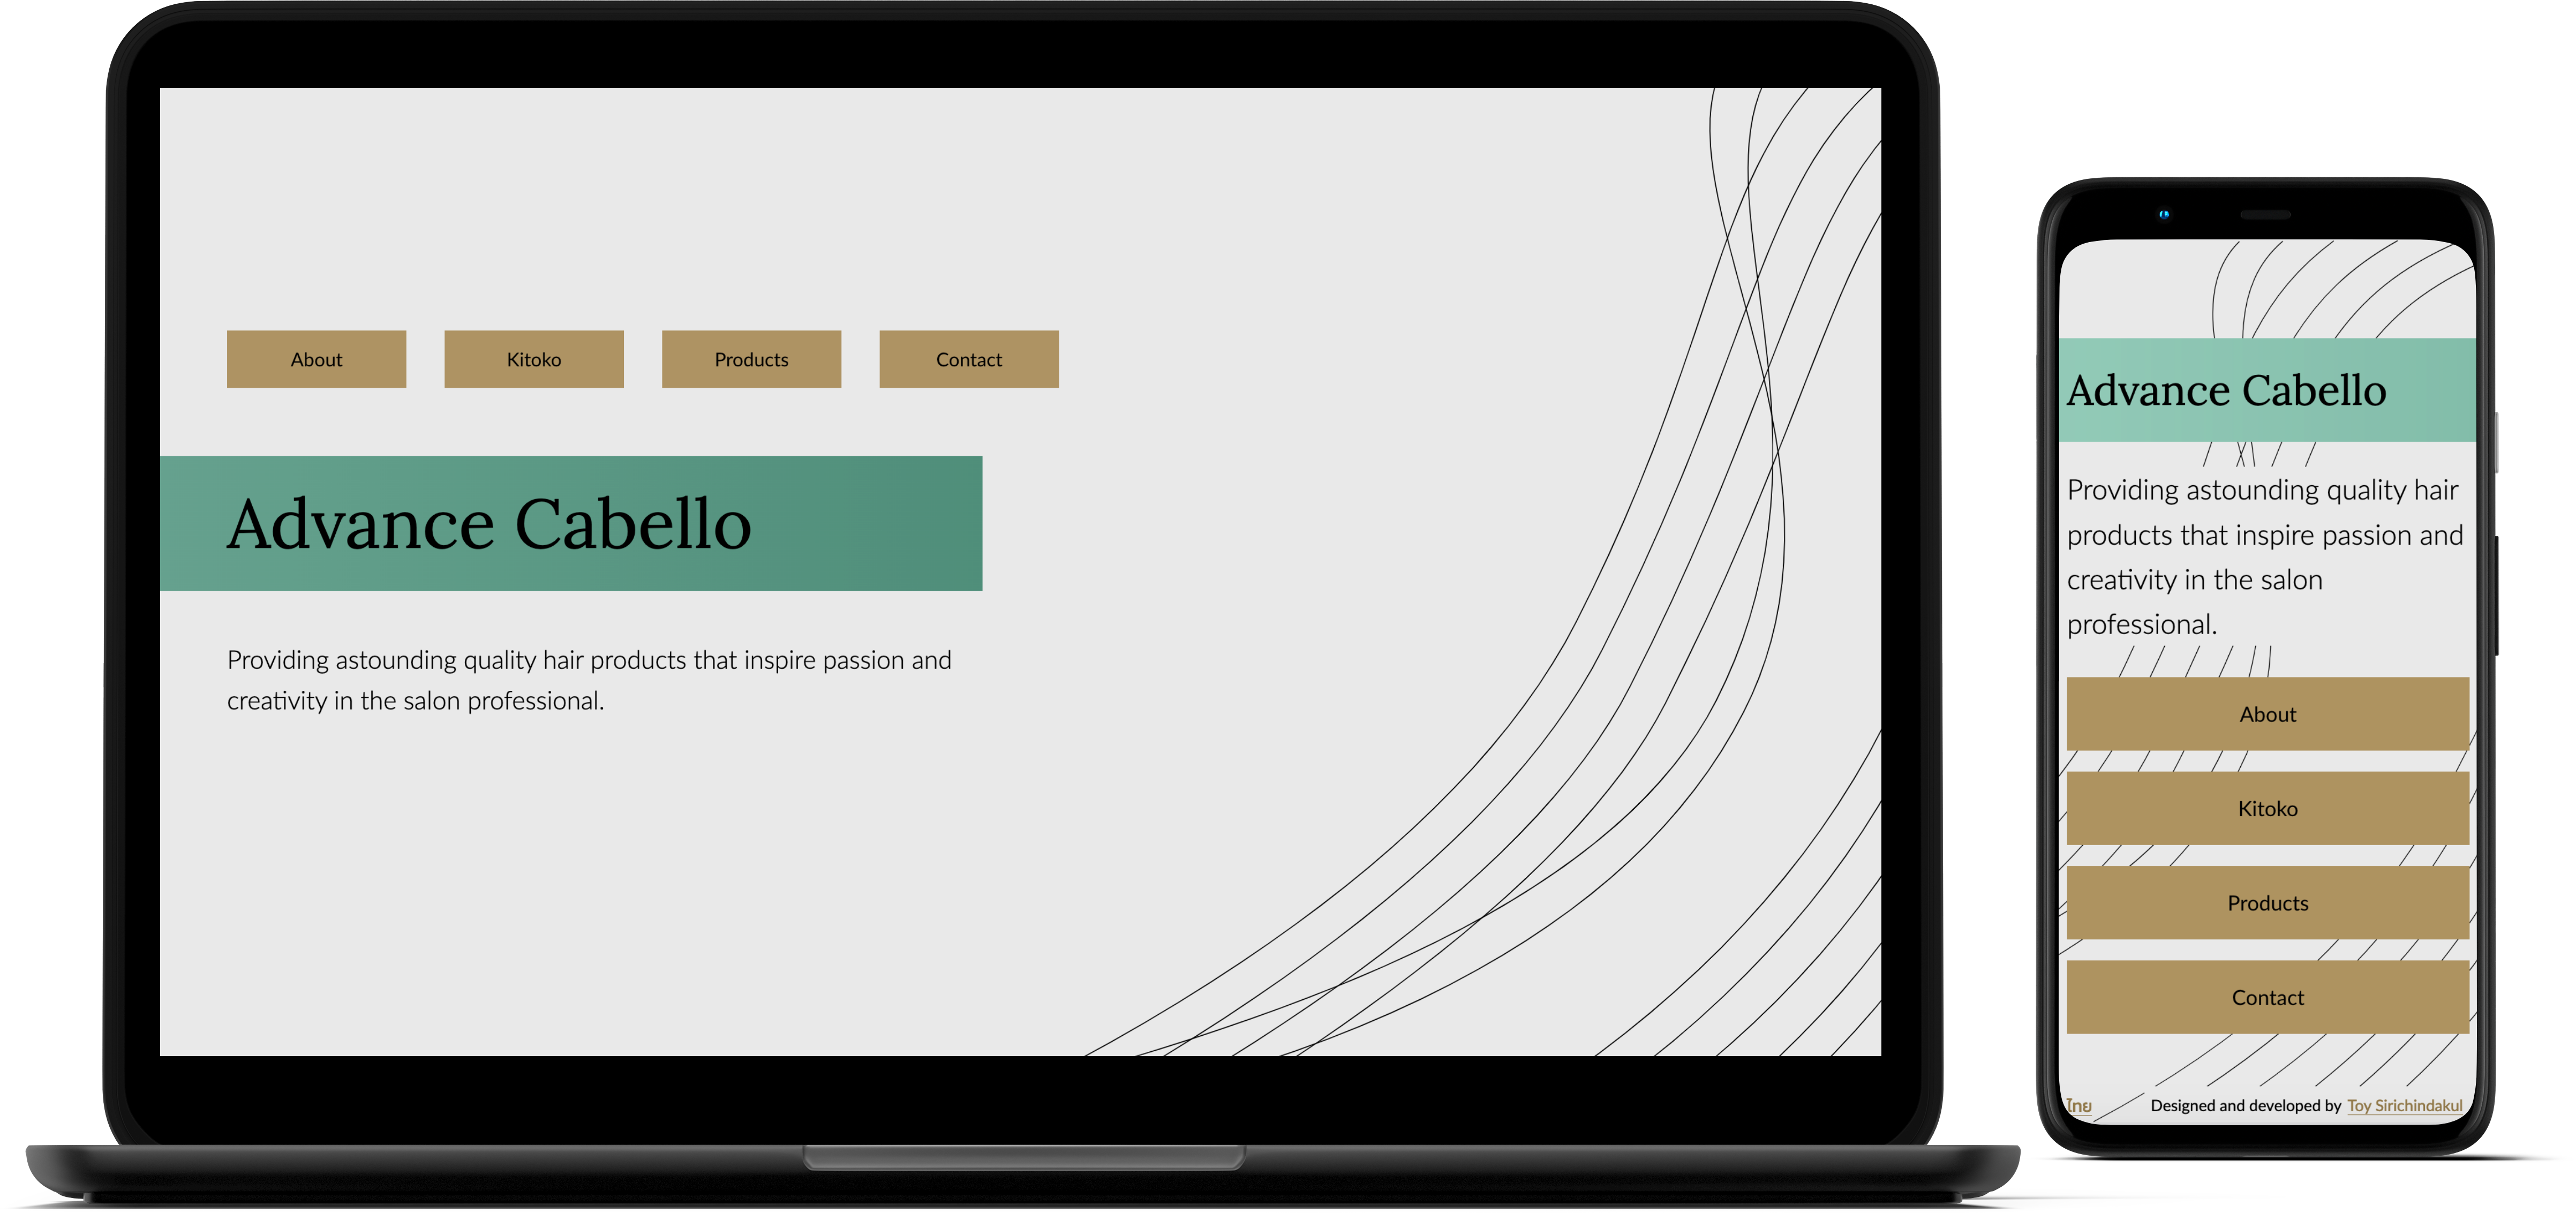 About
Kitoko
Products
Contact
Advance Cabello
Providing astounding quality hair products that inspire passion and
creativity in the salon professional.
Advance Cabello
Providing astounding quality hair
products that inspire passion and
creativity in the salon
professional.
About
Kitoko
Products
Contact
ไทย
Designed and developed by Toy Sirichindakul